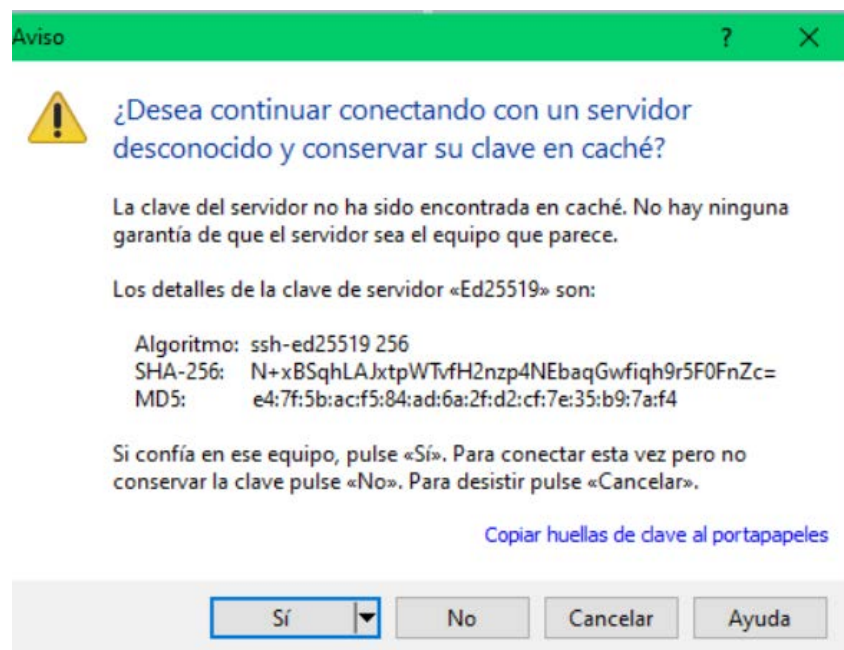 Aviso
?
¿Desea continuar conectando con un servidor
desconocido y conservar su clave en caché?
La clave del servidor no ha sido encontrada en caché. No hay ninguna
garantía de que el servidor sea el equipo que parece.
Los detalles de la clave de servidor «Ed25519» son:
Algoritmo: ssh-ed25519 256
SHA-256: N+xBSqhLAJxtpWTvfH2nzp4NEbaqGwfiqh9r5F0FnZc=
MD5: e4:7f:5b:ac:f5:84:ad:6a:2f:d2:cf:7e:35:b9:7a:f4
Si confía en ese equipo, pulse «Sí». Para conectar esta vez pero no
conservar la clave pulse «No». Para desistir pulse «Cancelar».
Copiar huellas de clave al portapapeles
Sí No Cancelar Ayuda